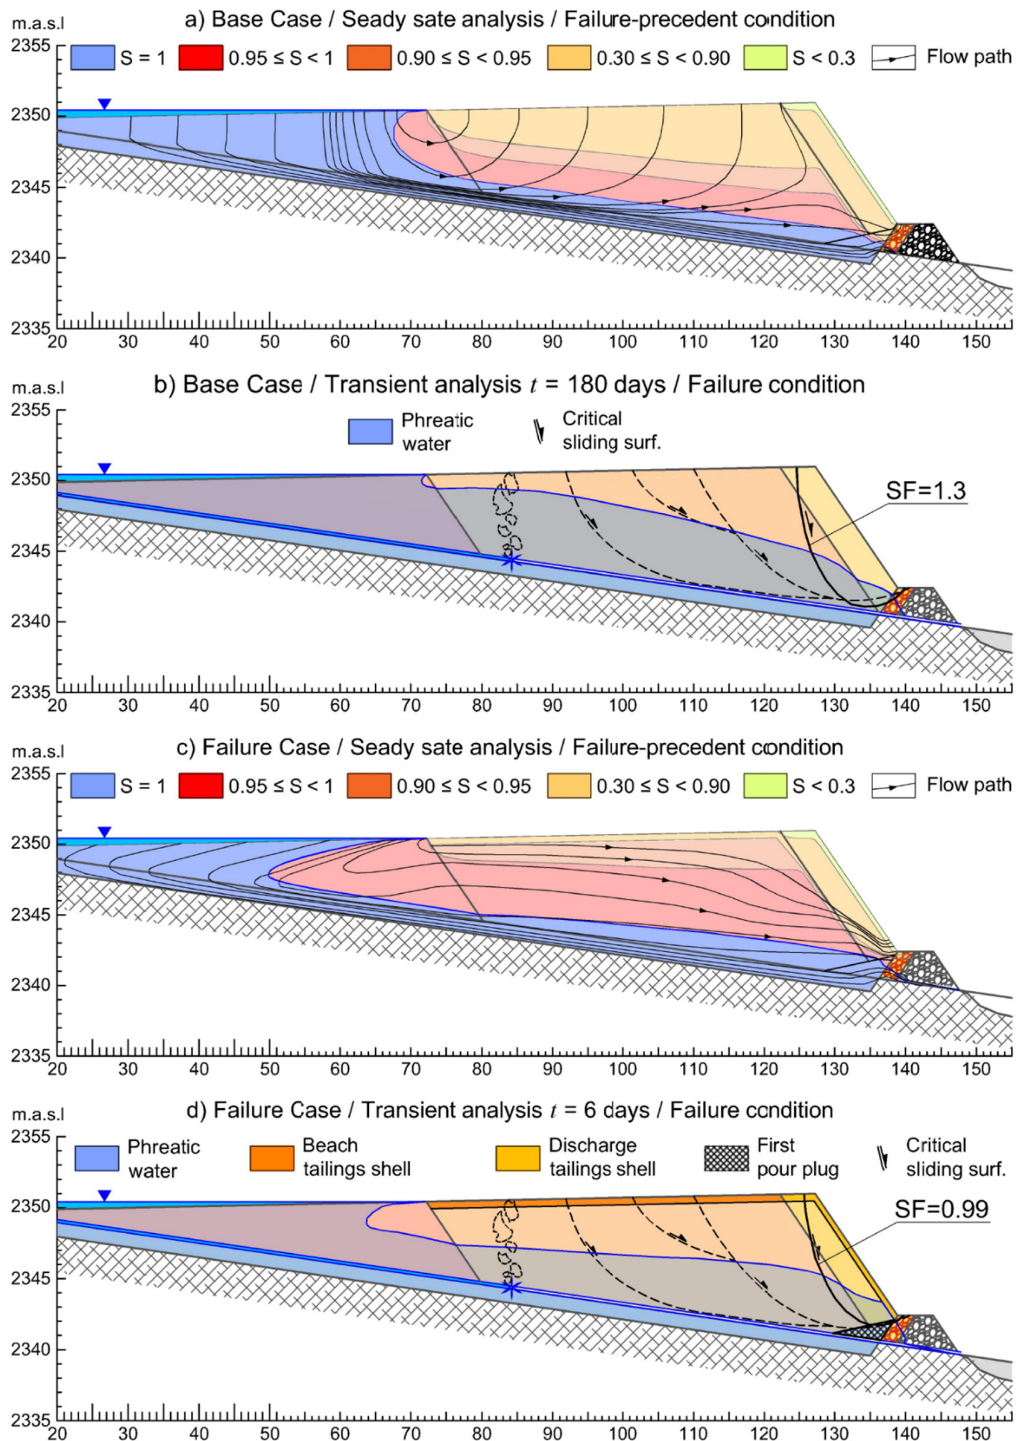 a) Base Case / Seady sate analysis / Failure-precedent condition
m.a.s.l
S = 1 0.95 ≤ S < 1 0.90 ≤ S < 0.95 0.30 ≤ S < 0.90 S < 0.3 Flow path
2355
2350
2345
2340
2335
20 30 40 50 60 70 80 90 100 110 120 130 140 150
b) Base Case / Transient analysis t = 180 days / Failure condition
m.a.s.l
Phreatic water
Critical sliding surf.
2355
2350
SF=1.3
2345
2340
2335
20 30 40 50 60 70 80 90 100 110 120 130 140 150
c) Failure Case / Seady sate analysis / Failure-precedent condition
m.a.s.l
S = 1 0.95 ≤ S < 1 0.90 ≤ S < 0.95 0.30 ≤ S < 0.90 S < 0.3 Flow path
2355
2350
2345
2340
2335
20 30 40 50 60 70 80 90 100 110 120 130 140 150
d) Failure Case / Transient analysis t = 6 days / Failure condition
m.a.s.l
Phreatic water
Beach tailings shell
Discharge tailings shell
First pour plug
Critical sliding surf.
2355
2350
SF=0.99
2345
2340
2335
20 30 40 50 60 70 80 90 100 110 120 130 140 150